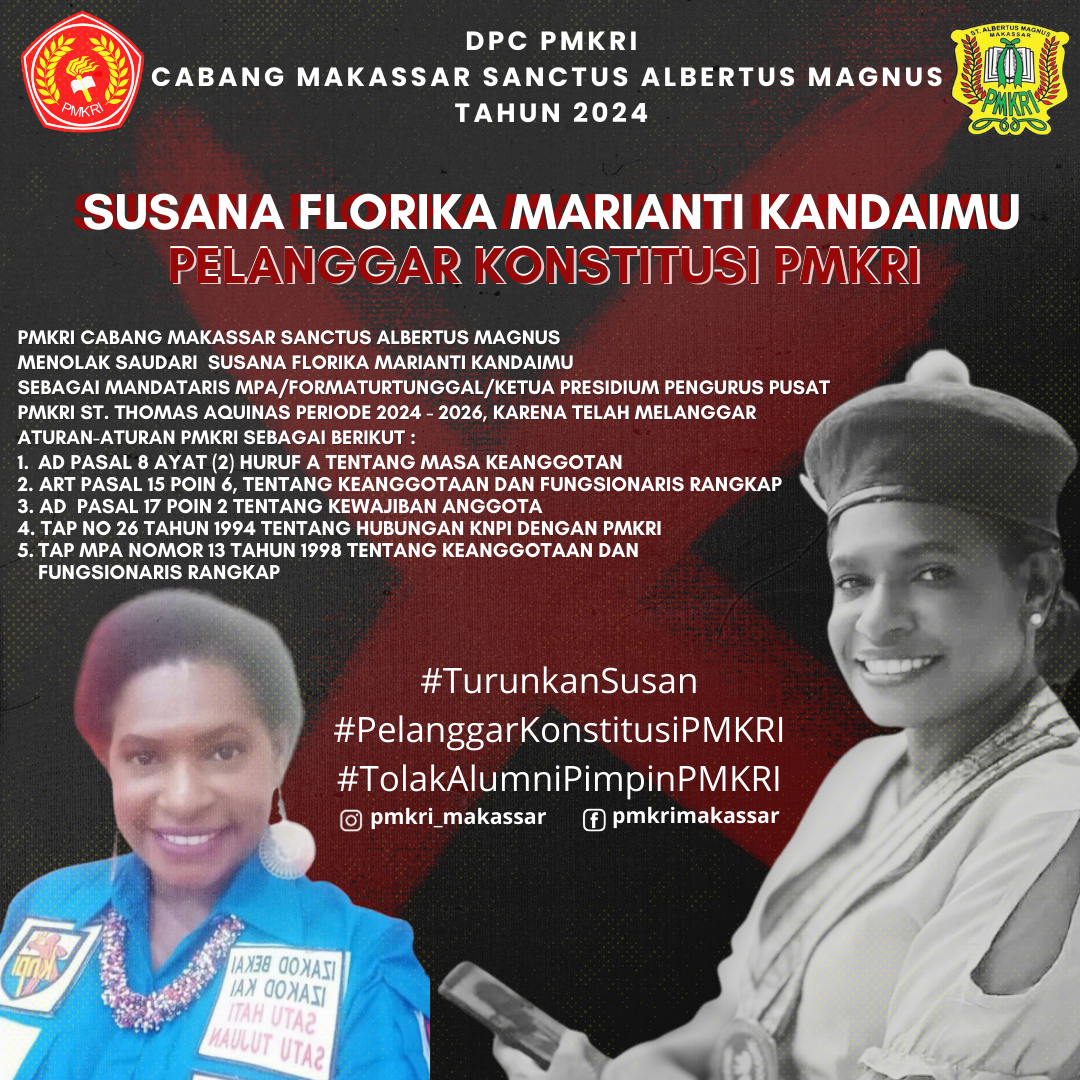 DPC PMKRI
CABANG MAKASSAR SANCTUS ALBERTUS MAGNUS
TAHUN 2024
PMKRI
ST. ALBERTUS MAGNUS
MAKASSAR
PMKRI
SUSANA FLORIKA MARIANTI KANDAIMU
PELANGGAR KONSTITUSI PMKRI
PMKRI CABANG MAKASSAR SANCTUS ALBERTUS MAGNUS
MENOLAK SAUDARI SUSANA FLORIKA MARIANTI KANDAIMU
SEBAGAI MANDATARIS MPA/FORMATURTUNGGAL/KETUA PRESIDIUM PENGURUS PUSAT
PMKRI ST. THOMAS AQUINAS PERIODE 2024 - 2026, KARENA TELAH MELANGGAR
ATURAN-ATURAN PMKRI SEBAGAI BERIKUT :
1. AD PASAL 8 AYAT (2) HURUF A TENTANG MASA KEANGGOTAN
2. ART PASAL 15 POIN 6, TENTANG KEANGGOTAAN DAN FUNGSIONARIS RANGKAP
3. AD PASAL 17 POIN 2 TENTANG KEWAJIBAN ANGGOTA
4. TAP NO 26 TAHUN 1994 TENTANG HUBUNGAN KNPI DENGAN PMKRI
5. TAP MPA NOMOR 13 TAHUN 1998 TENTANG KEANGGOTAAN DAN
FUNGSIONARIS RANGKAP
#TurunkanSusan
#PelanggarKonstitusiPMKRI
#TolakAlumniPimpinPMKRI
pmkri_makassar
pmkrimakassar
KNPI
IZAKOD BEKAI
IZAKOD KAI
SATU HATI
SATU TUJUAN